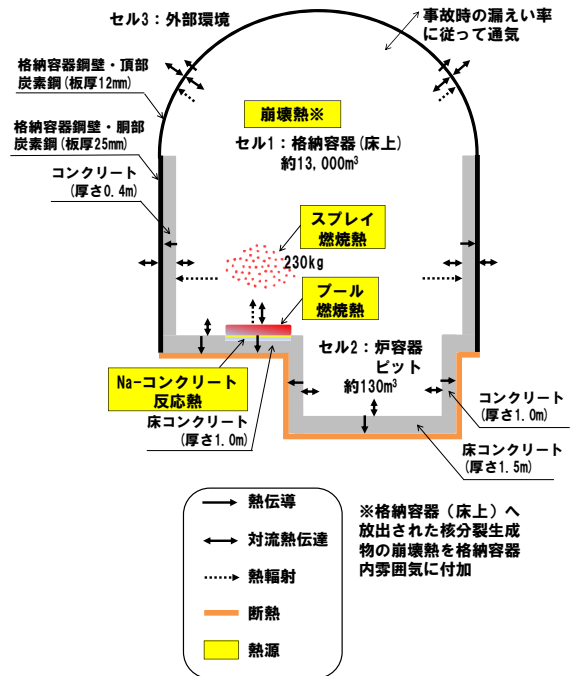 セル3：外部環境
事故時の漏えい率
に従って通気
格納容器鋼壁・頂部
炭素鋼(板厚12mm)
崩壊熱※
格納容器鋼壁・胴部
炭素鋼(板厚25mm)
セル1：格納容器(床上)
約13,000m³
コンクリート
(厚さ0.4m)
スプレイ
燃焼熱
230kg
プール
燃焼熱
セル2：炉容器
ピット
約130m³
Na-コンクリート
反応熱
コンクリート
(厚さ1.0m)
床コンクリート
(厚さ1.0m)
床コンクリート
(厚さ1.5m)
熱伝導
対流熱伝達
熱輻射
断熱
熱源
※格納容器（床上）へ
放出された核分裂生成
物の崩壊熱を格納容器
内雰囲気に付加